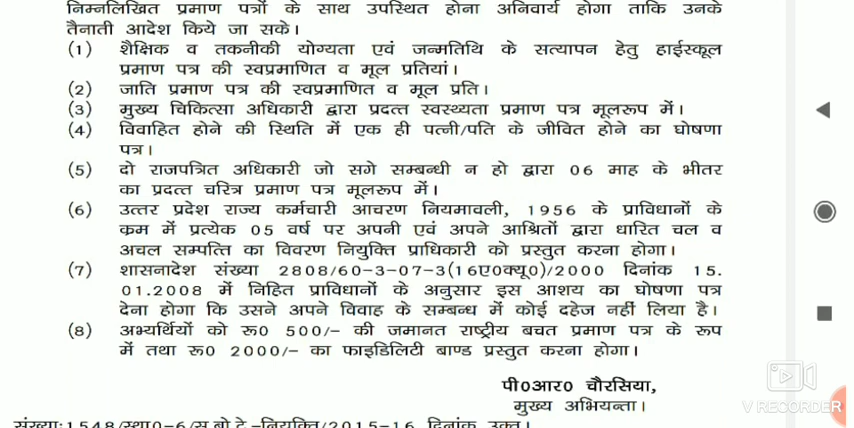 निम्नलिखित प्रमाण पत्रों के साथ उपस्थित होना अनिवार्य होगा ताकि उनके
तैनाती आदेश किये जा सके।
(1) शैक्षिक व तकनीकी योग्यता एवं जन्मतिथि के सत्यापन हेतु हाईस्कूल
प्रमाण पत्र की स्वप्रमाणित व मूल प्रतियां।
(2) जाति प्रमाण पत्र की स्वप्रमाणित व मूल प्रति।
(3) मुख्य चिकित्सा अधिकारी द्वारा प्रदत्त स्वस्थ्यता प्रमाण पत्र मूलरूप में।
(4) विवाहित होने की स्थिति में एक ही पत्नी/पति के जीवित होने का घोषणा
पत्र।
(5) दो राजपत्रित अधिकारी जो सगे सम्बन्धी न हो द्वारा 06 माह के भीतर
का प्रदत्त चरित्र प्रमाण पत्र मूलरूप में।
(6) उत्तर प्रदेश राज्य कर्मचारी आचरण नियमावली, 1956 के प्राविधानों के
क्रम में प्रत्येक 05 वर्ष पर अपनी एवं अपने आश्रितों द्वारा धारित चल व
अचल सम्पत्ति का विवरण नियुक्ति प्राधिकारी को प्रस्तुत करना होगा।
(7) शासनादेश संख्या 2808/60-3-07-3(16ए0क्यू0)/2000 दिनांक 15.
01.2008 में निहित प्राविधानों के अनुसार इस आशय का घोषणा पत्र
देना होगा कि उसने अपने विवाह के सम्बन्ध में कोई दहेज नहीं लिया है।
(8) अभ्यर्थियों को रू0 500/- की जमानत राष्ट्रीय बचत प्रमाण पत्र के रूप
में तथा रू0 2000/- का फाइडिलिटी बाण्ड प्रस्तुत करना होगा।
पी0आर0 चौरसिया,
मुख्य अभियन्ता।
V RECORDER
संख्या:1548/स्था0-6/स.बो.टे.-नियुक्ति/2015-16 दिनांक उक्त।